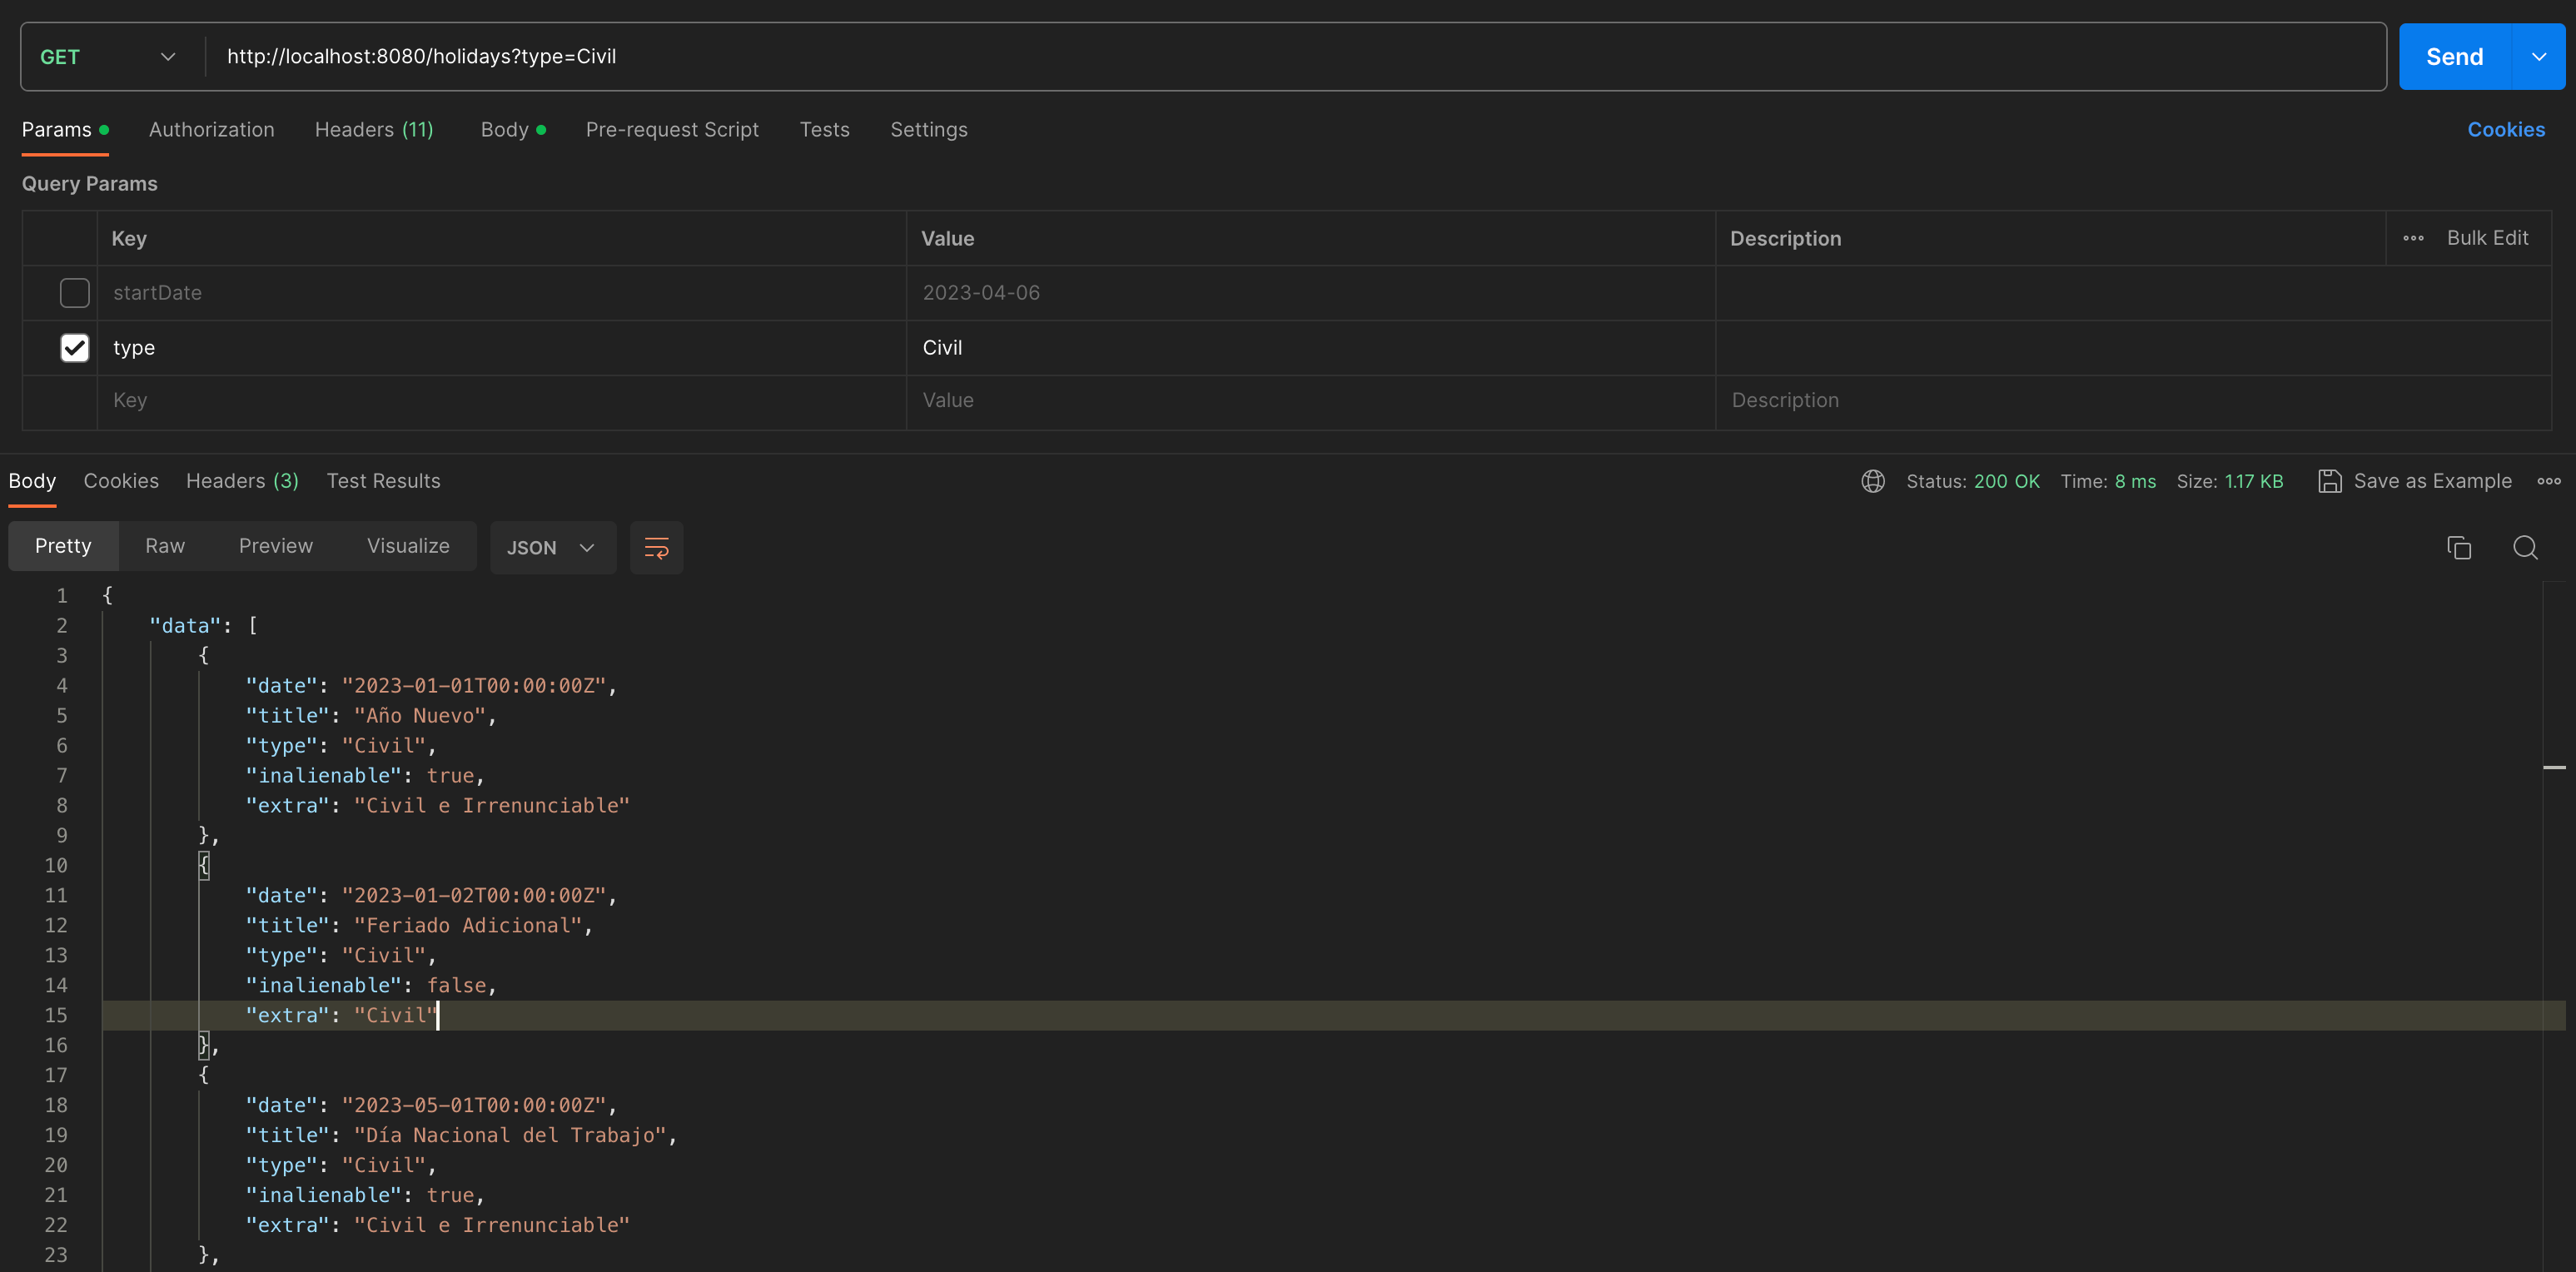 GET http://localhost:8080/holidays?type=Civil Send
Params Authorization Headers (11) Body Pre-request Script Tests Settings Cookies
Query Params
Key Value Description Bulk Edit
startDate 2023-04-06
type Civil
Key Value Description
Body Cookies Headers (3) Test Results Status: 200 OK Time: 8 ms Size: 1.17 KB Save as Example
Pretty Raw Preview Visualize JSON
1 {
2 "data": [
3 {
4 "date": "2023-01-01T00:00:00Z",
5 "title": "Año Nuevo",
6 "type": "Civil",
7 "inalienable": true,
8 "extra": "Civil e Irrenunciable"
9 },
10 {
11 "date": "2023-01-02T00:00:00Z",
12 "title": "Feriado Adicional",
13 "type": "Civil",
14 "inalienable": false,
15 "extra": "Civil"
16 },
17 {
18 "date": "2023-05-01T00:00:00Z",
19 "title": "Día Nacional del Trabajo",
20 "type": "Civil",
21 "inalienable": true,
22 "extra": "Civil e Irrenunciable"
23 },